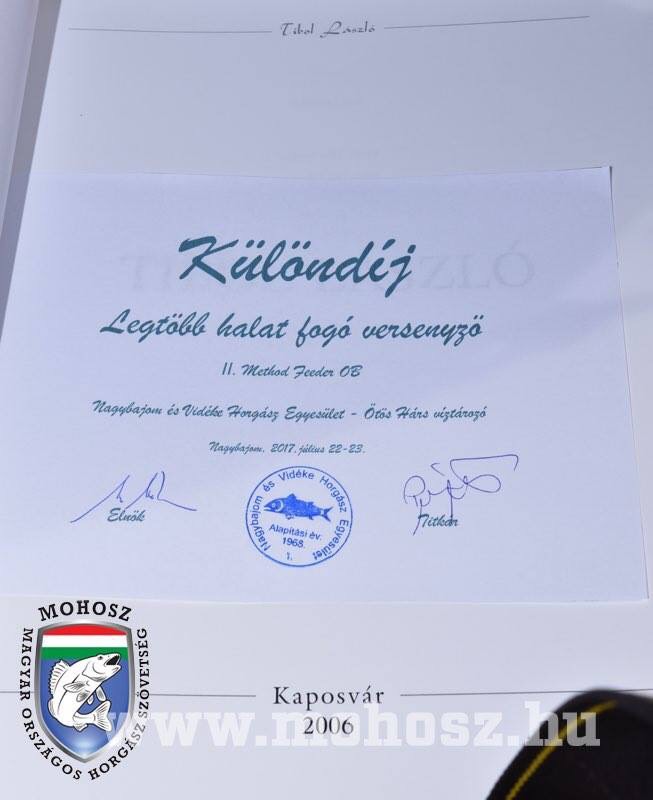 Tibol László
Különdíj
Legtöbb halat fogó versenyző
II. Method Feeder OB
Nagybajom és Vidéke Horgász Egyesület - Ötös Hárs víztározó
Nagybajom, 2017. július 22-23.
Elnök
Titkár
Nagybajom és Vidéke Horgász Egyesület
Alapítási év:
1968.
1.
MOHOSZ
MAGYAR ORSZÁGOS HORGÁSZ SZÖVETSÉG
Kaposvár
2006
www.mohosz.hu